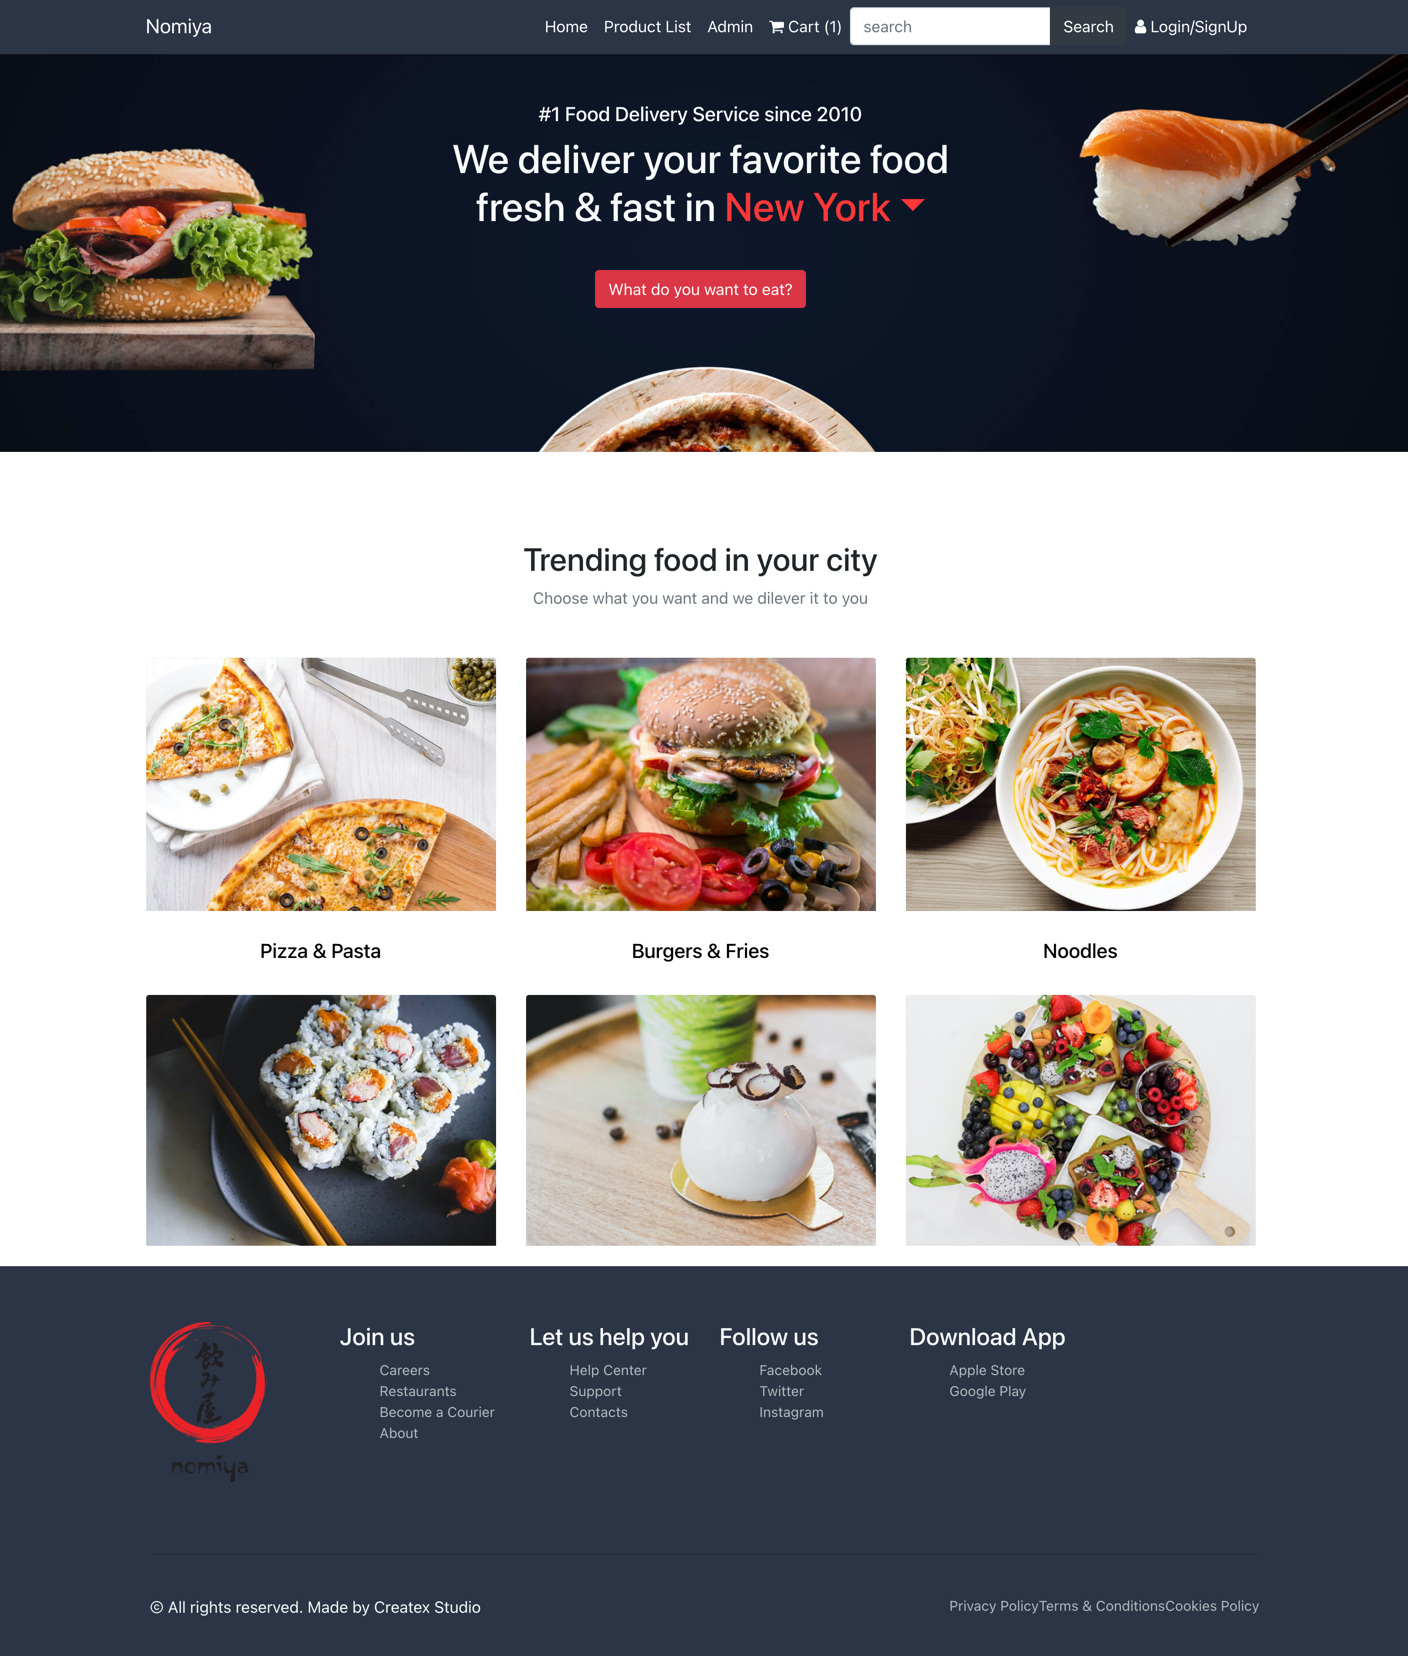 Nomiya
Home Product List Admin Cart (1) search Search Login/SignUp
#1 Food Delivery Service since 2010
We deliver your favorite food
fresh & fast in New York
What do you want to eat?
Trending food in your city
Choose what you want and we dilever it to you
Pizza & Pasta
Burgers & Fries
Noodles
飲み屋
nomiya
Join us
Careers
Restaurants
Become a Courier
About
Let us help you
Help Center
Support
Contacts
Follow us
Facebook
Twitter
Instagram
Download App
Apple Store
Google Play
© All rights reserved. Made by Createx Studio
Privacy PolicyTerms & ConditionsCookies Policy